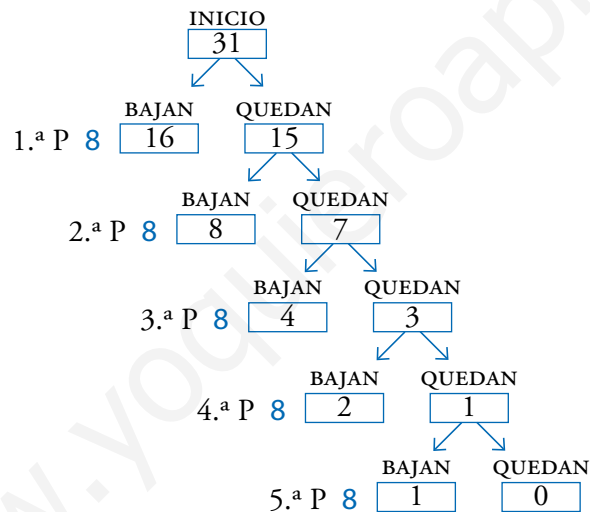 INICIO
31
BAJAN QUEDAN
1.ª P 8 16 15
BAJAN QUEDAN
2.ª P 8 8 7
BAJAN QUEDAN
3.ª P 8 4 3
BAJAN QUEDAN
4.ª P 8 2 1
BAJAN QUEDAN
5.ª P 8 1 0
w.yoquieroap